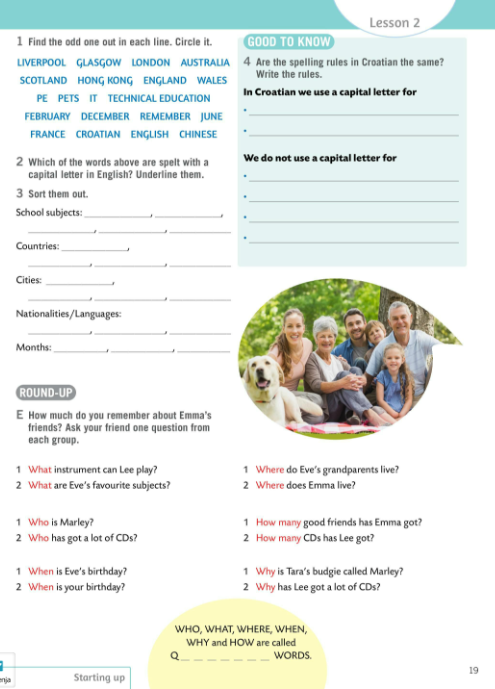 Lesson 2
1 Find the odd one out in each line. Circle it.
LIVERPOOL GLASGOW LONDON AUSTRALIA
SCOTLAND HONG KONG ENGLAND WALES
PE PETS IT TECHNICAL EDUCATION
FEBRUARY DECEMBER REMEMBER JUNE
FRANCE CROATIAN ENGLISH CHINESE
2 Which of the words above are spelt with a
capital letter in English? Underline them.
3 Sort them out.
School subjects: ____________, ____________,
____________, ____________, ____________
Countries: ____________,
____________, ____________, ____________
Cities: ____________,
____________, ____________, ____________
Nationalities/Languages:
____________, ____________, ____________
Months: ____________, ____________, ____________
GOOD TO KNOW
4 Are the spelling rules in Croatian the same?
Write the rules.
In Croatian we use a capital letter for
• ____________
• ____________
We do not use a capital letter for
• ____________
• ____________
• ____________
• ____________
ROUND-UP
E How much do you remember about Emma's
friends? Ask your friend one question from
each group.
1 What instrument can Lee play?
2 What are Eve's favourite subjects?
1 Who is Marley?
2 Who has got a lot of CDs?
1 When is Eve's birthday?
2 When is your birthday?
1 Where do Eve's grandparents live?
2 Where does Emma live?
1 How many good friends has Emma got?
2 How many CDs has Lee got?
1 Why is Tara's budgie called Marley?
2 Why has Lee got a lot of CDs?
WHO, WHAT, WHERE, WHEN,
WHY and HOW are called
Q _ _ _ _ _ _ _ WORDS.
enja
Starting up
19